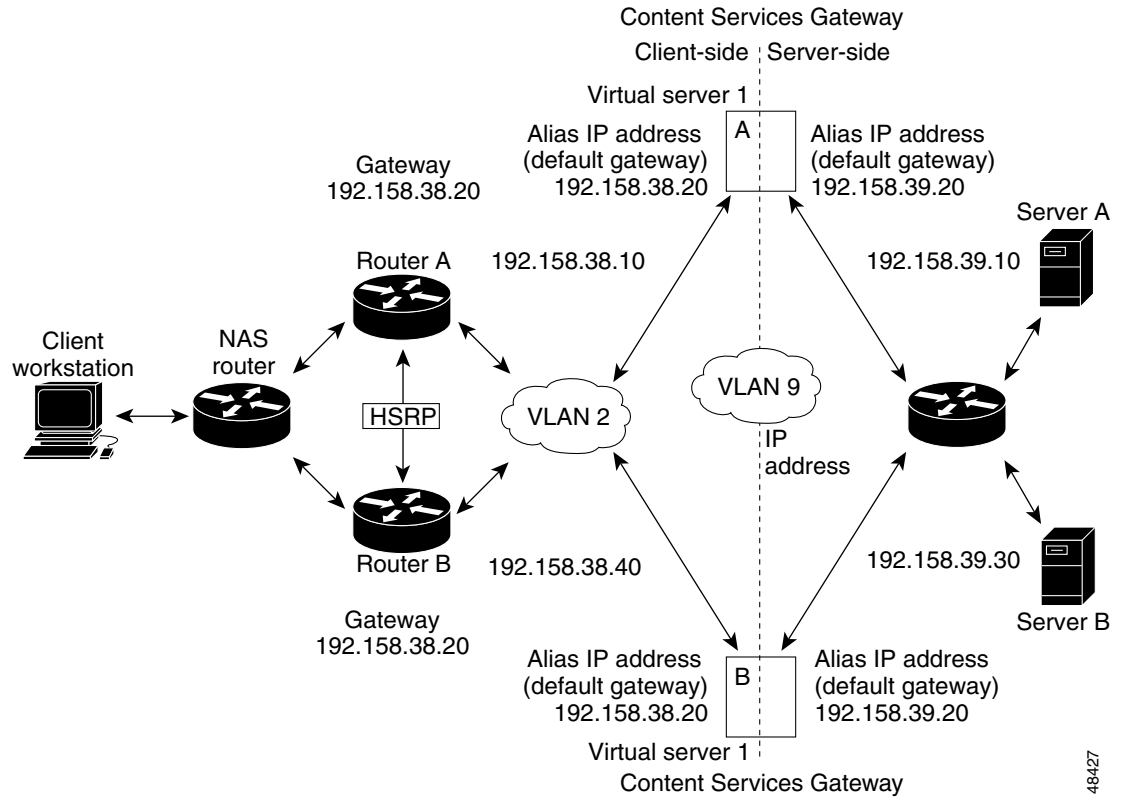 Content Services Gateway
Client-side
Server-side
Virtual server 1
A
Alias IP address
(default gateway)
192.158.38.20
Alias IP address
(default gateway)
192.158.39.20
Gateway
192.158.38.20
Server A
Router A
192.158.38.10
192.158.39.10
Client
workstation
NAS
router
HSRP
VLAN 2
VLAN 9
IP
address
Router B
192.158.38.40
192.158.39.30
Server B
Gateway
192.158.38.20
Alias IP address
(default gateway)
192.158.38.20
B
Alias IP address
(default gateway)
192.158.39.20
Virtual server 1
Content Services Gateway
48427